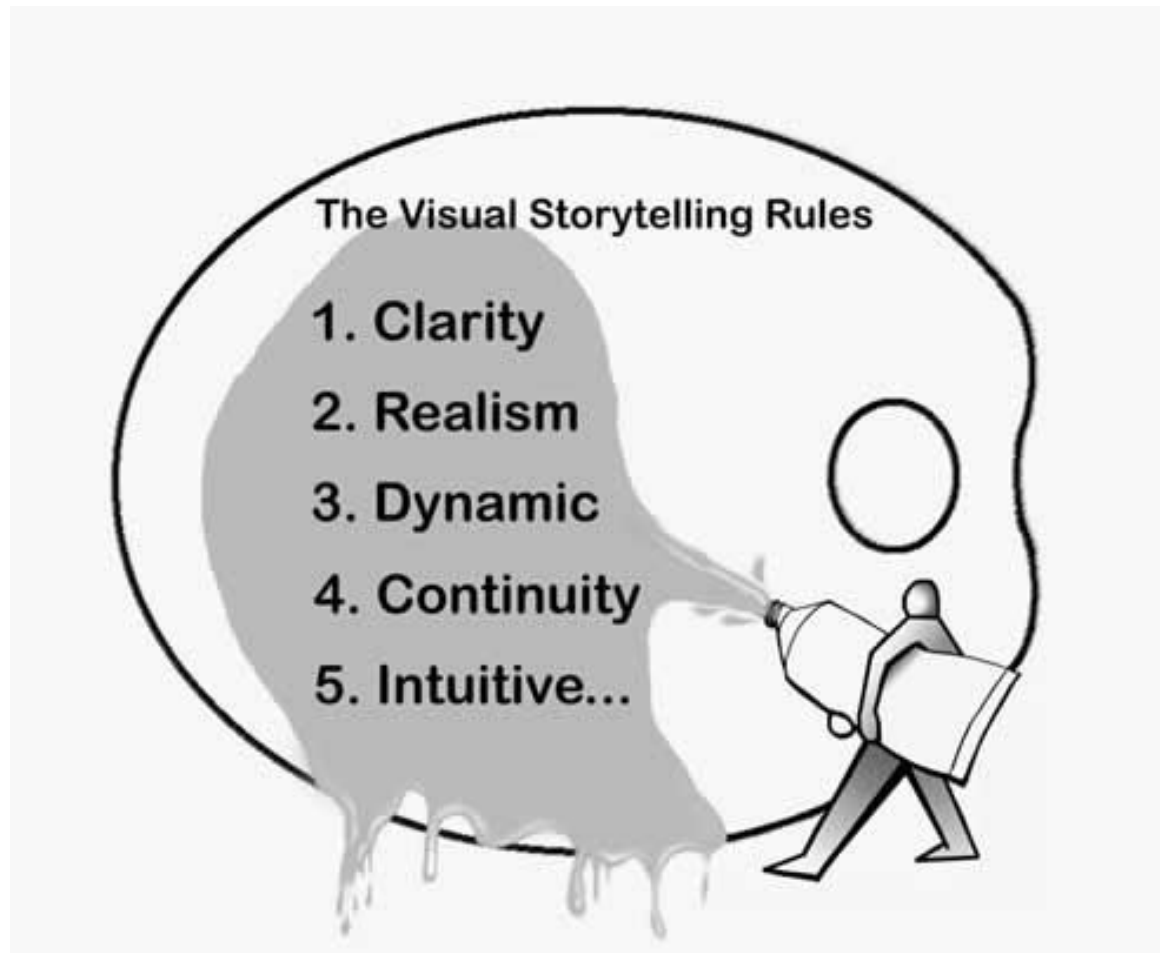 The Visual Storytelling Rules
1. Clarity
2. Realism
3. Dynamic
4. Continuity
5. Intuitive...